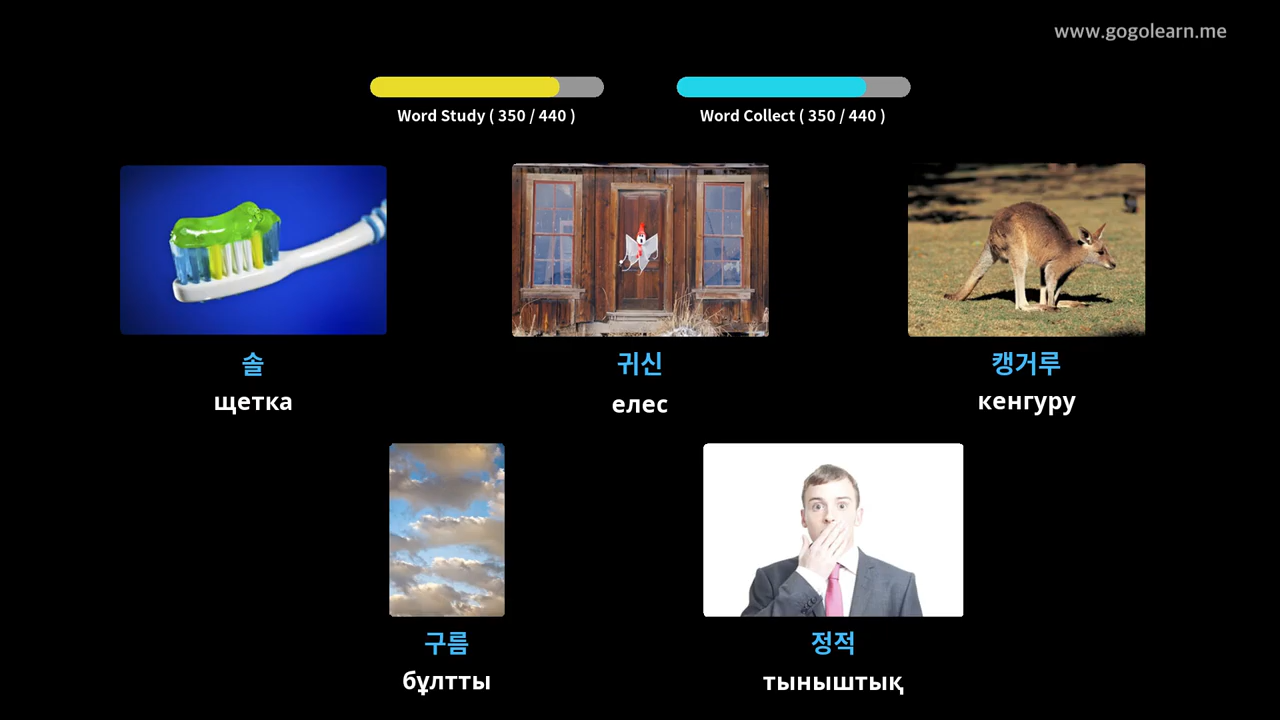 www.gogolearn.me
Word Study ( 350 / 440 )
Word Collect ( 350 / 440 )
솔
귀신
캥거루
щетка
елес
кенгуру
구름
정적
бұлтты
тыныштық